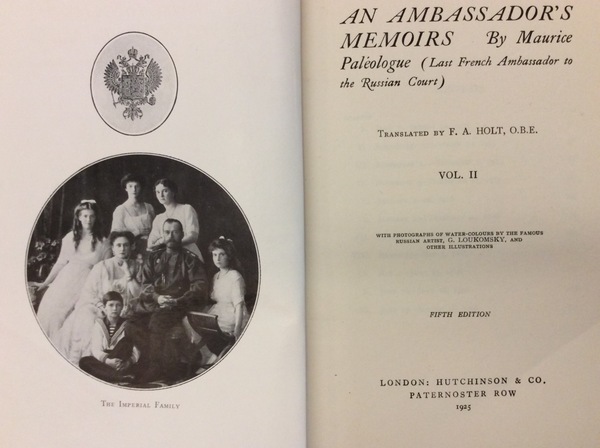 The Imperial Family
AN AMBASSADOR'S
MEMOIRS By Maurice
Paléologue (Last French Ambassador to
the Russian Court)
Translated by F. A. HOLT, O.B.E.
VOL. II
WITH PHOTOGRAPHS OF WATER-COLOURS BY THE FAMOUS
RUSSIAN ARTIST, G. LOUKOMSKY, AND
OTHER ILLUSTRATIONS
FIFTH EDITION
LONDON: HUTCHINSON & CO.
PATERNOSTER ROW
1925